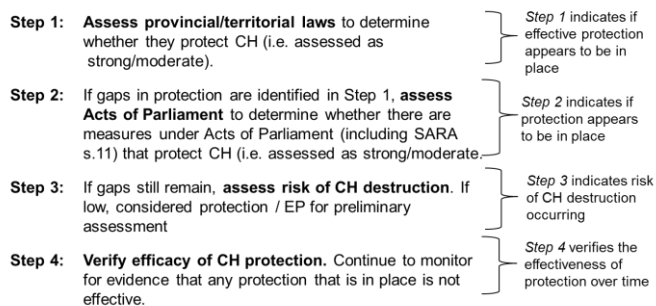 Step 1: Assess provincial/territorial laws to determine
whether they protect CH (i.e. assessed as
strong/moderate).
Step 1 indicates if
effective protection
appears to be in
place
Step 2: If gaps in protection are identified in Step 1, assess
Acts of Parliament to determine whether there are
measures under Acts of Parliament (including SARA
s.11) that protect CH (i.e. assessed as strong/moderate.
Step 2 indicates if
protection appears
to be in place
Step 3: If gaps still remain, assess risk of CH destruction. If
low, considered protection / EP for preliminary
assessment
Step 3 indicates risk
of CH destruction
occurring
Step 4: Verify efficacy of CH protection. Continue to monitor
for evidence that any protection that is in place is not
effective.
Step 4 verifies the
effectiveness of
protection over time